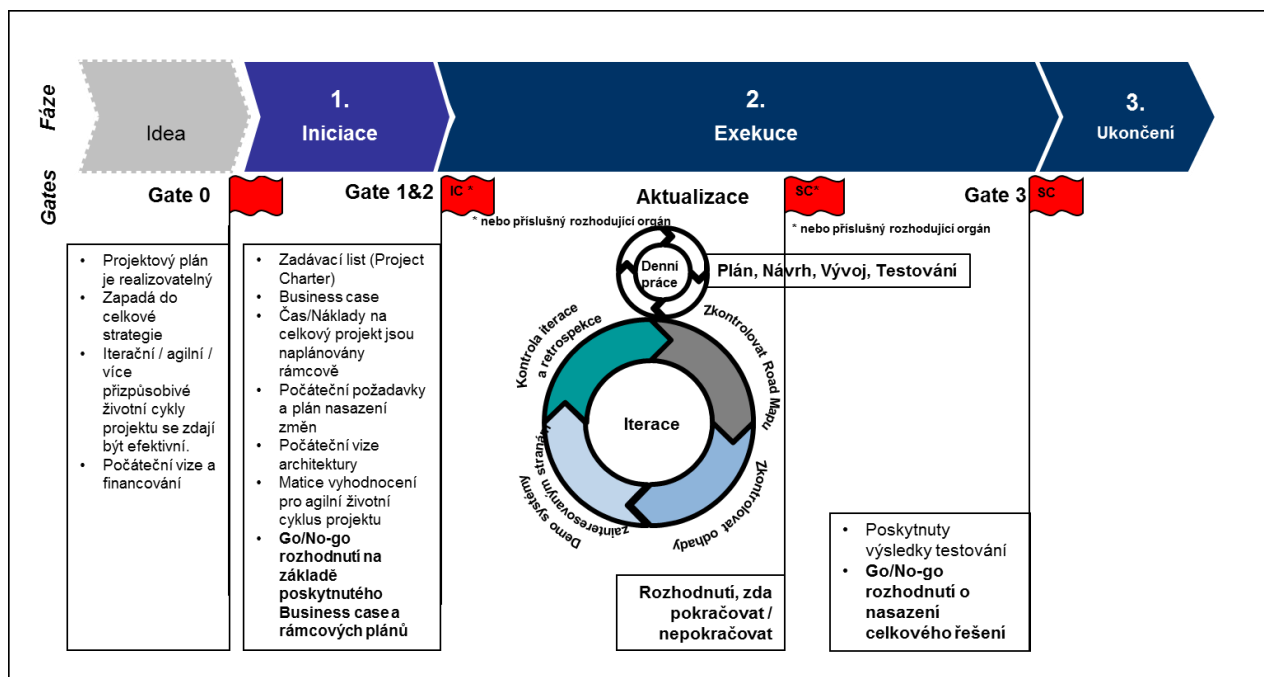 Fáze
Idea
1.
Iniciace
2.
Exekuce
3.
Ukončení
Gates
Gate 0
Gate 1&2
IC *
* nebo příslušný rozhodující orgán
Aktualizace
SC*
* nebo příslušný rozhodující orgán
Gate 3
SC
• Projektový plán
je realizovatelný
• Zapadá do
celkové
strategie
• Iterační / agilní /
více
přizpůsobivé
životní cykly
projektu se zdají
být efektivní.
• Počáteční vize a
financování
• Zadávací list (Project
Charter)
• Business case
• Čas/Náklady na
celkový projekt jsou
naplánovány
rámcově
• Počáteční požadavky
a plán nasazení
změn
• Počáteční vize
architektury
• Matice vyhodnocení
pro agilní životní
cyklus projektu
• Go/No-go
rozhodnutí na
základě
poskytnutého
Business case a
rámcových plánů
Denní
práce
Plán, Návrh, Vývoj, Testování
Kontrola iterace
a retrospekce
Zkontrolovat Road Mapu
Iterace
Demo systémy
zainteresovaným stranám
Zkontrolovat odhady
Rozhodnutí, zda
pokračovat /
nepokračovat
• Poskytnuty
výsledky testování
• Go/No-go
rozhodnutí o
nasazení
celkového řešení